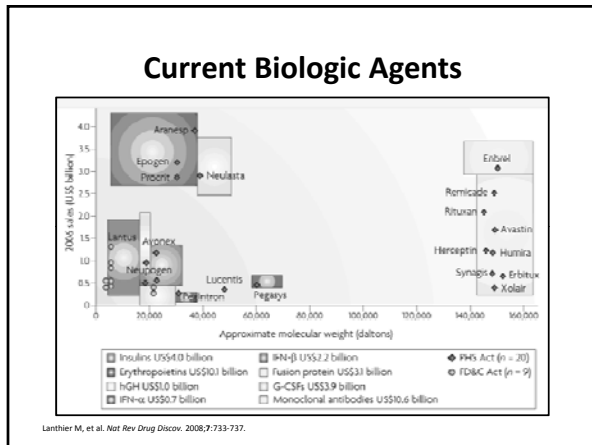 Current Biologic Agents
2006 sales (US$ billion)
4.0
3.5
3.0
2.5
2.0
1.5
1.0
0.5
0
Aranesp
Epogen
Procrit
Neulasta
Lantus
Avonex
Neupogen
Lucentis
Pegasys
Enbrel
Remicade
Rituxan
Avastin
Herceptin
Humira
Synagis
Erbitux
Xolair
0 20,000 40,000 60,000 80,000 100,000 120,000 140,000 160,000
Approximate molecular weight (daltons)
Insulins US$4.0 billion
Erythropoietins US$10.1 billion
hGH US$1.0 billion
IFN-α US$0.7 billion
IFN-β US$2.2 billion
Fusion protein US$3.1 billion
G-CSFs US$3.9 billion
Monoclonal antibodies US$10.6 billion
PHS Act (n = 20)
FD&C Act (n = 9)
Lanthier M, et al. Nat Rev Drug Discov. 2008;7:733-737.